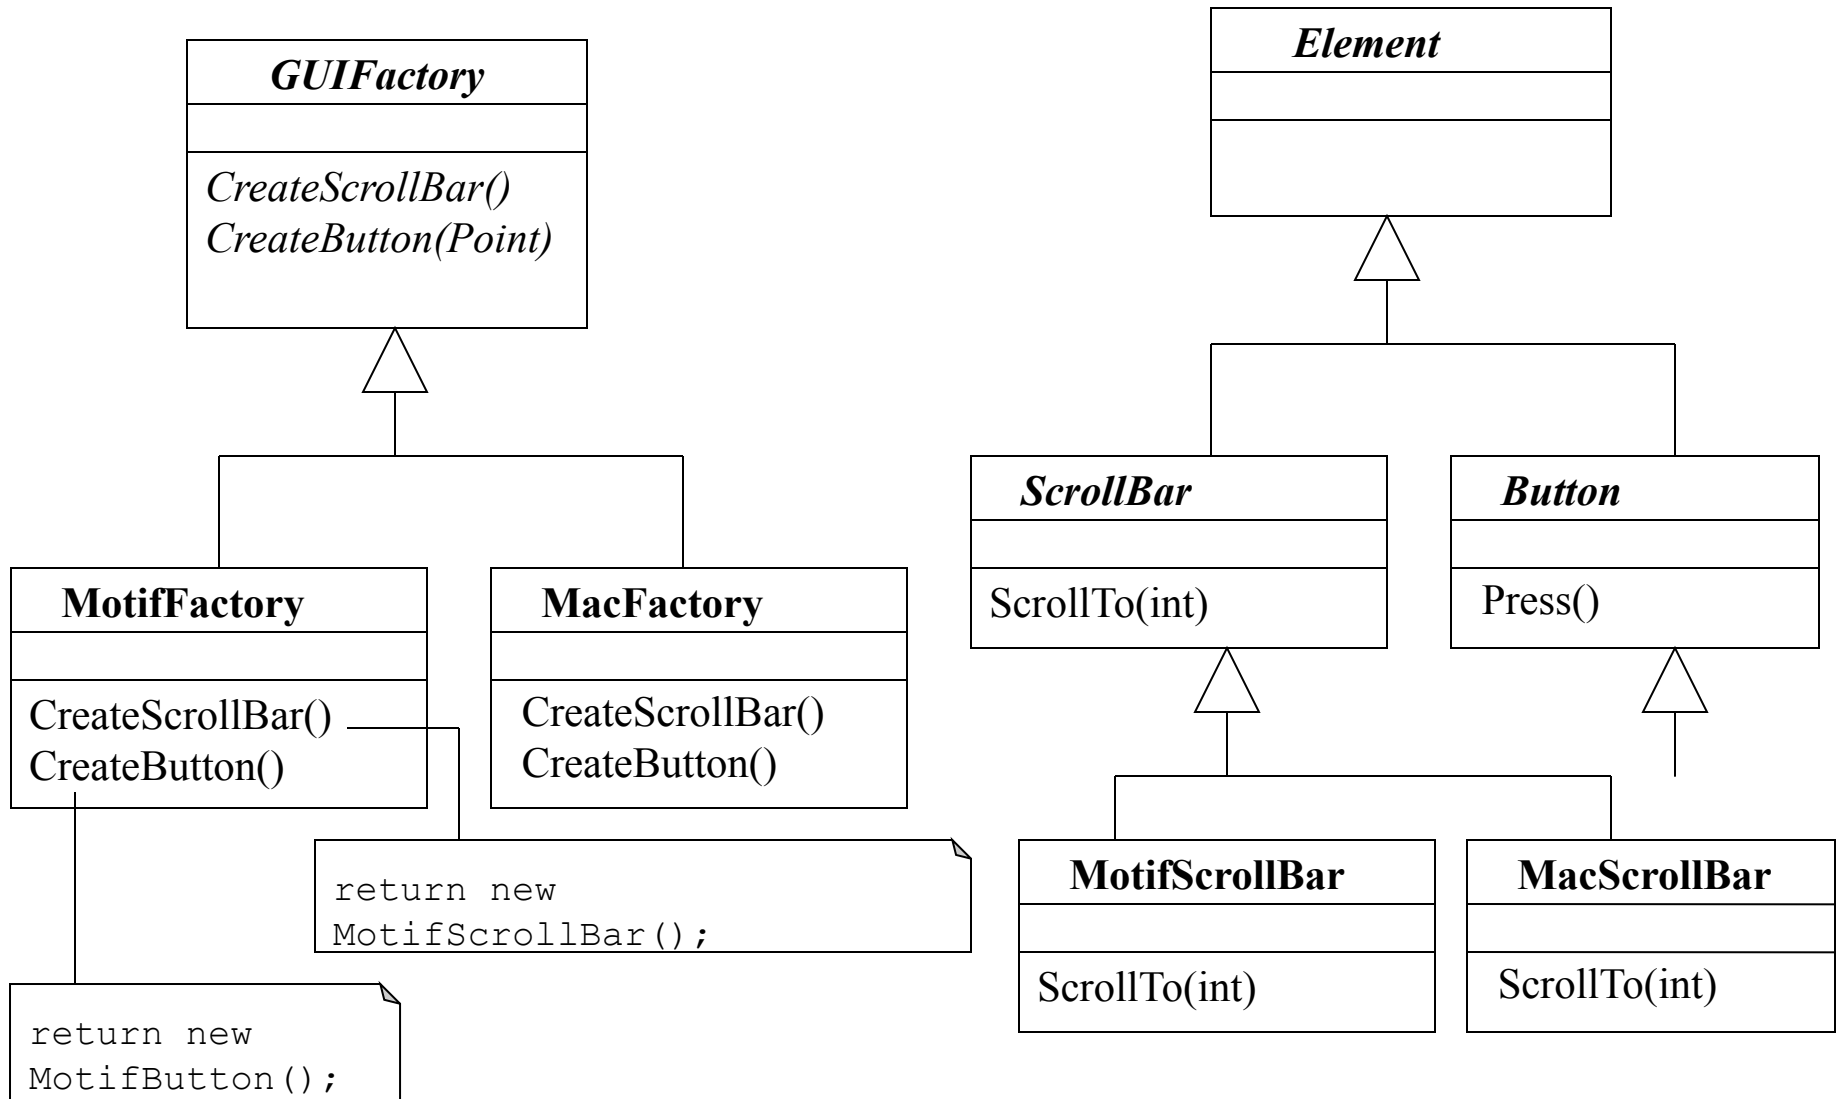 GUIFactory
CreateScrollBar()
CreateButton(Point)
MotifFactory
CreateScrollBar()
CreateButton()
MacFactory
CreateScrollBar()
CreateButton()
return new
MotifScrollBar();
return new
MotifButton();
Element
ScrollBar
ScrollTo(int)
Button
Press()
MotifScrollBar
ScrollTo(int)
MacScrollBar
ScrollTo(int)